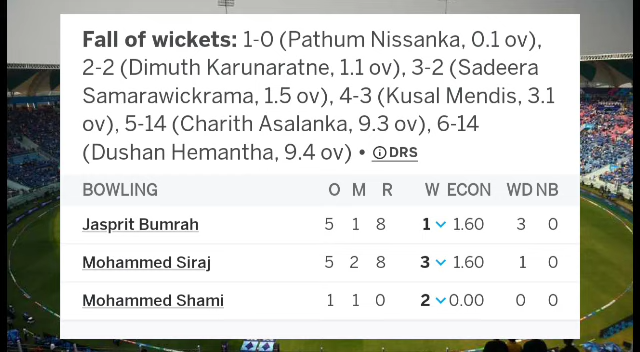 Fall of wickets: 1-0 (Pathum Nissanka, 0.1 ov),
2-2 (Dimuth Karunaratne, 1.1 ov), 3-2 (Sadeera
Samarawickrama, 1.5 ov), 4-3 (Kusal Mendis, 3.1
ov), 5-14 (Charith Asalanka, 9.3 ov), 6-14
(Dushan Hemantha, 9.4 ov) • DRS
BOWLING O M R W ECON WD NB
Jasprit Bumrah 5 1 8 1 1.60 3 0
Mohammed Siraj 5 2 8 3 1.60 1 0
Mohammed Shami 1 1 0 2 0.00 0 0